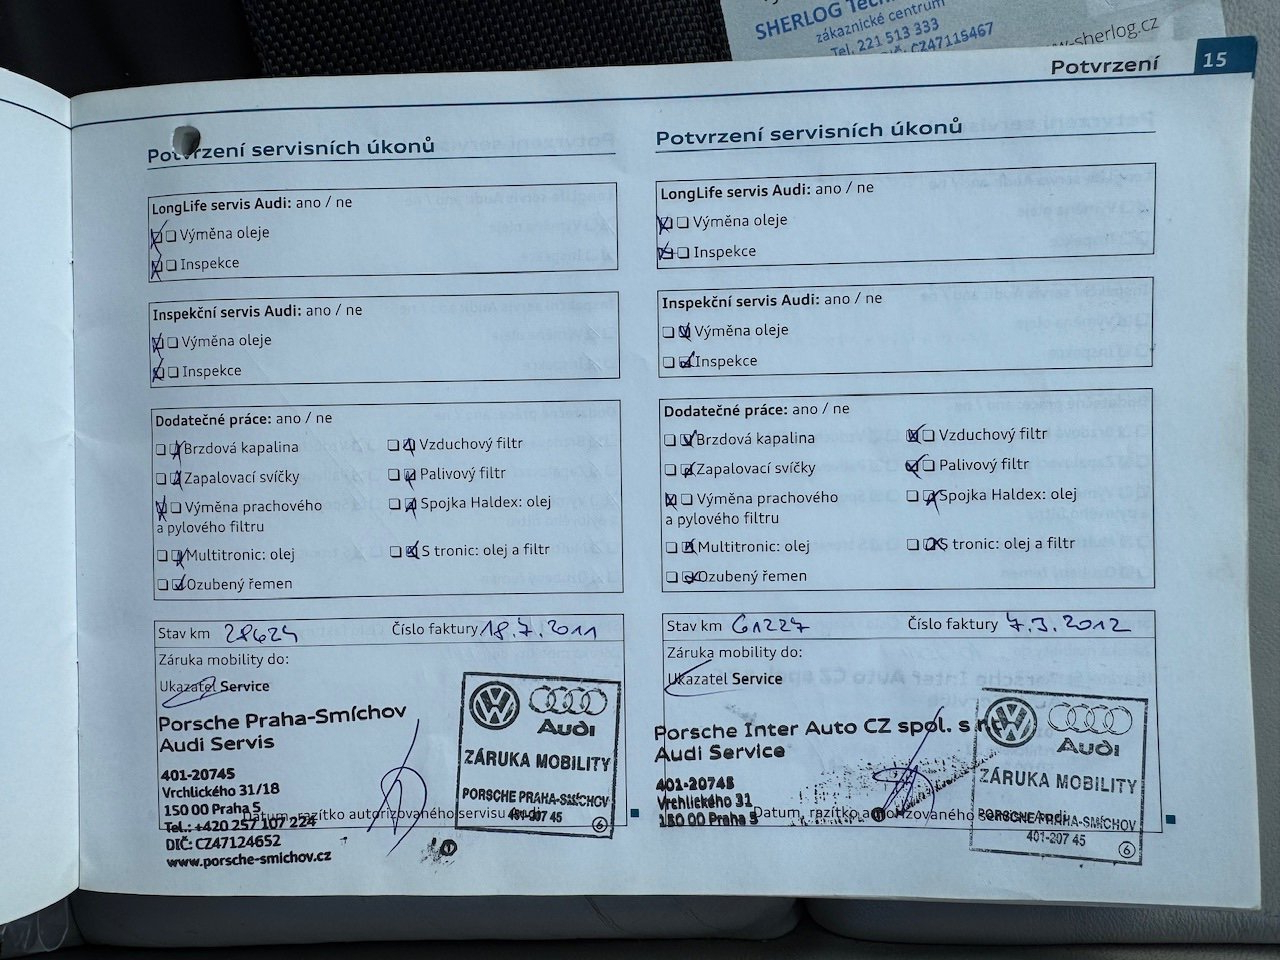 SHERLOG Tech
zákaznické centrum
Tel. 221 513 333
DIČ: CZ47115467
w-sherlog.cz
Potvrzení 15
Potvrzení servisních úkonů
LongLife servis Audi: ano / ne
Výměna oleje
Inspekce
Inspekční servis Audi: ano / ne
Výměna oleje
Inspekce
Dodatečné práce: ano / ne
Brzdová kapalina Vzduchový filtr
Zapalovací svíčky Palivový filtr
Výměna prachového Spojka Haldex: olej
a pylového filtru
Multitronic: olej S tronic: olej a filtr
Ozubený řemen
Stav km 28624 Číslo faktury 18.7.2011
Záruka mobility do:
Ukazatel Service
Porsche Praha-Smíchov
Audi Servis
401-20745
Vrchlického 31/18
150 00 Praha 5
Tel.: +420 257 107 224
DIČ: CZ47124652
www.porsche-smichov.cz
Datum, razítko autorizovaného servisu Audi
Audi
ZÁRUKA MOBILITY
PORSCHE PRAHA-SMÍCHOV
401-207 45
6
Potvrzení servisních úkonů
LongLife servis Audi: ano / ne
Výměna oleje
Inspekce
Inspekční servis Audi: ano / ne
Výměna oleje
Inspekce
Dodatečné práce: ano / ne
Brzdová kapalina Vzduchový filtr
Zapalovací svíčky Palivový filtr
Výměna prachového Spojka Haldex: olej
a pylového filtru
Multitronic: olej S tronic: olej a filtr
Ozubený řemen
Stav km 61227 Číslo faktury 7.3.2012
Záruka mobility do:
Ukazatel Service
Porsche Inter Auto CZ spol. s r.o.
Audi Service
401-20745
Vrchlického 31
150 00 Praha 5
Datum, razítko autorizovaného servisu Audi
Audi
ZÁRUKA MOBILITY
PORSCHE PRAHA-SMÍCHOV
401-207 45
6